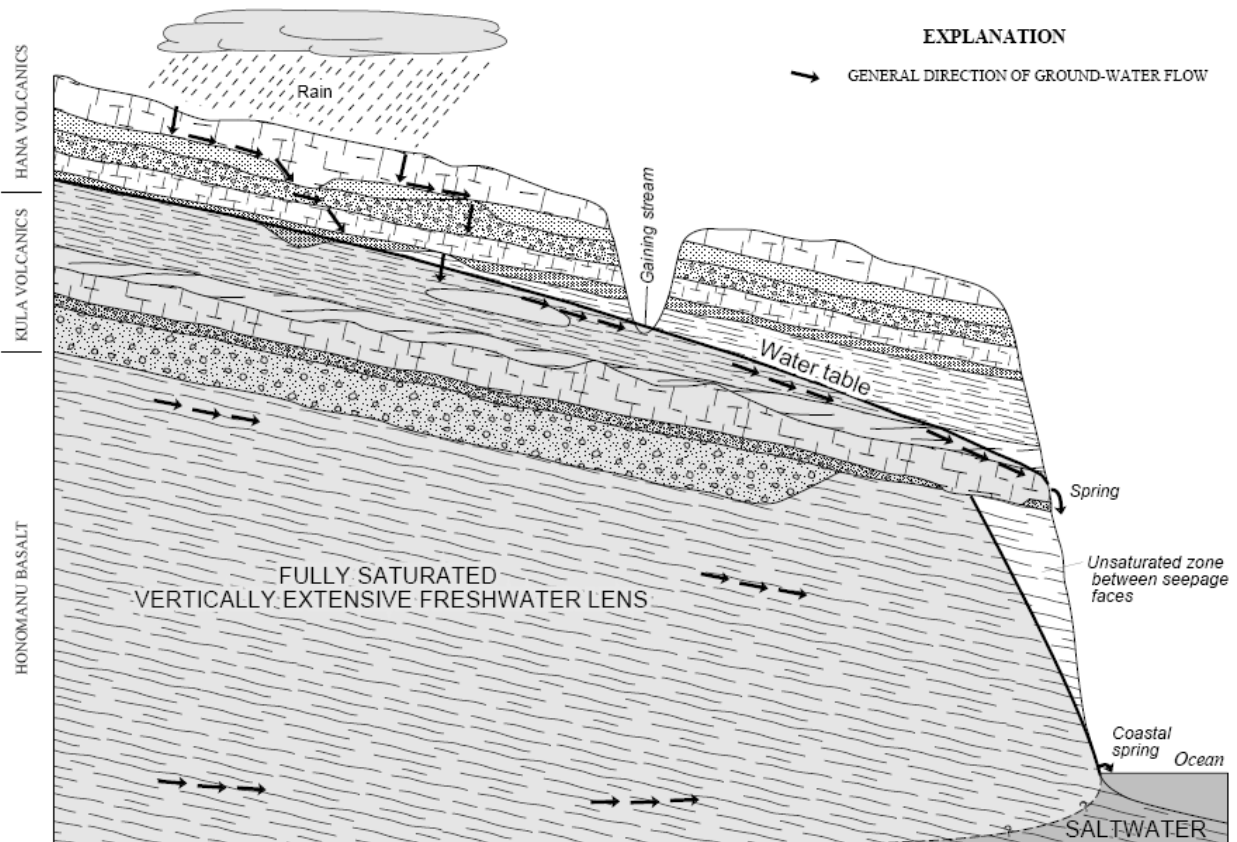 EXPLANATION
GENERAL DIRECTION OF GROUND-WATER FLOW
Rain
HANA VOLCANICS
KULA VOLCANICS
HONOMANU BASALT
Gaining stream
Water table
Spring
Unsaturated zone
between seepage
faces
FULLY SATURATED
VERTICALLY EXTENSIVE FRESHWATER LENS
Coastal
spring
Ocean
?
?
SALTWATER